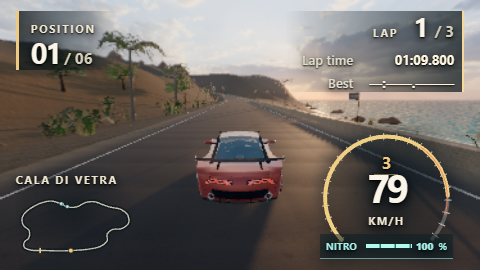 POSITION
01 / 06
LAP 1 / 3
Lap time 01:09.800
Best --:--.---
CALA DI VETRA
3
79
KM/H
NITRO 100 %